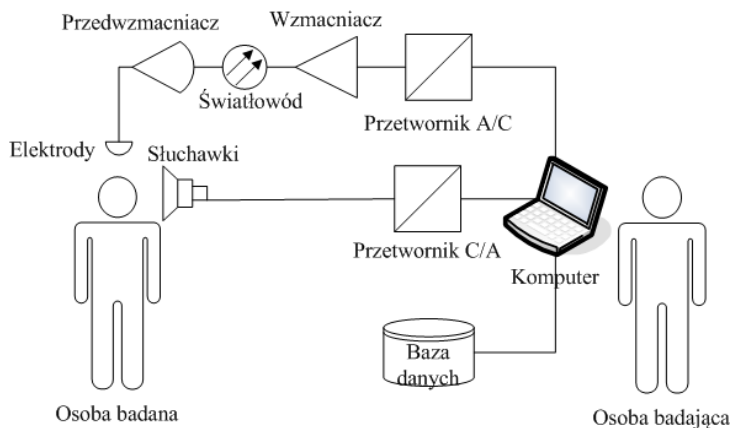 Przedwzmacniacz
Wzmacniacz
Światłowód
Przetwornik A/C
Elektrody
Słuchawki
Przetwornik C/A
Komputer
Baza
danych
Osoba badana
Osoba badająca